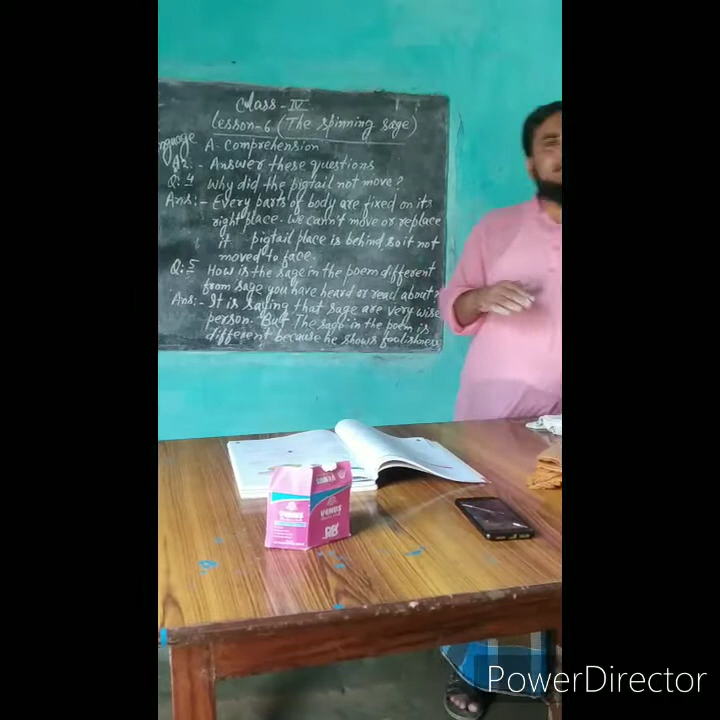 Class - IV
Lesson-6 (The spinning sage)
nguage A- Comprehension
Q2:- Answer these questions
Q:4 Why did the pigtail not move?
Ans:- Every parts of body are fixed on its
right place. We cann't move or replace
it pigtail place is behind so it not
moved to face.
Q:5 How is the sage in the poem different
from sage you have heard or read about?
Ans:- It is saying that sage are very wise
person. But The sage in the poem is
different because he shows foolishness
VENUS
VENUS
PowerDirector